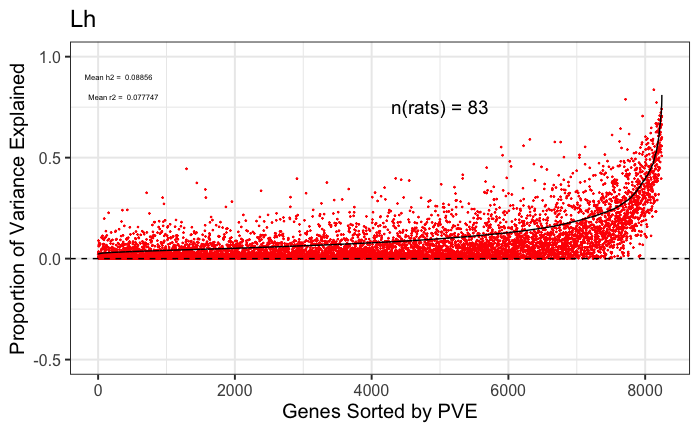 Lh
Proportion of Variance Explained
1.0
0.5
0.0
-0.5
Mean h2 = 0.08856
Mean r2 = 0.077747
n(rats) = 83
0
2000
4000
6000
8000
Genes Sorted by PVE